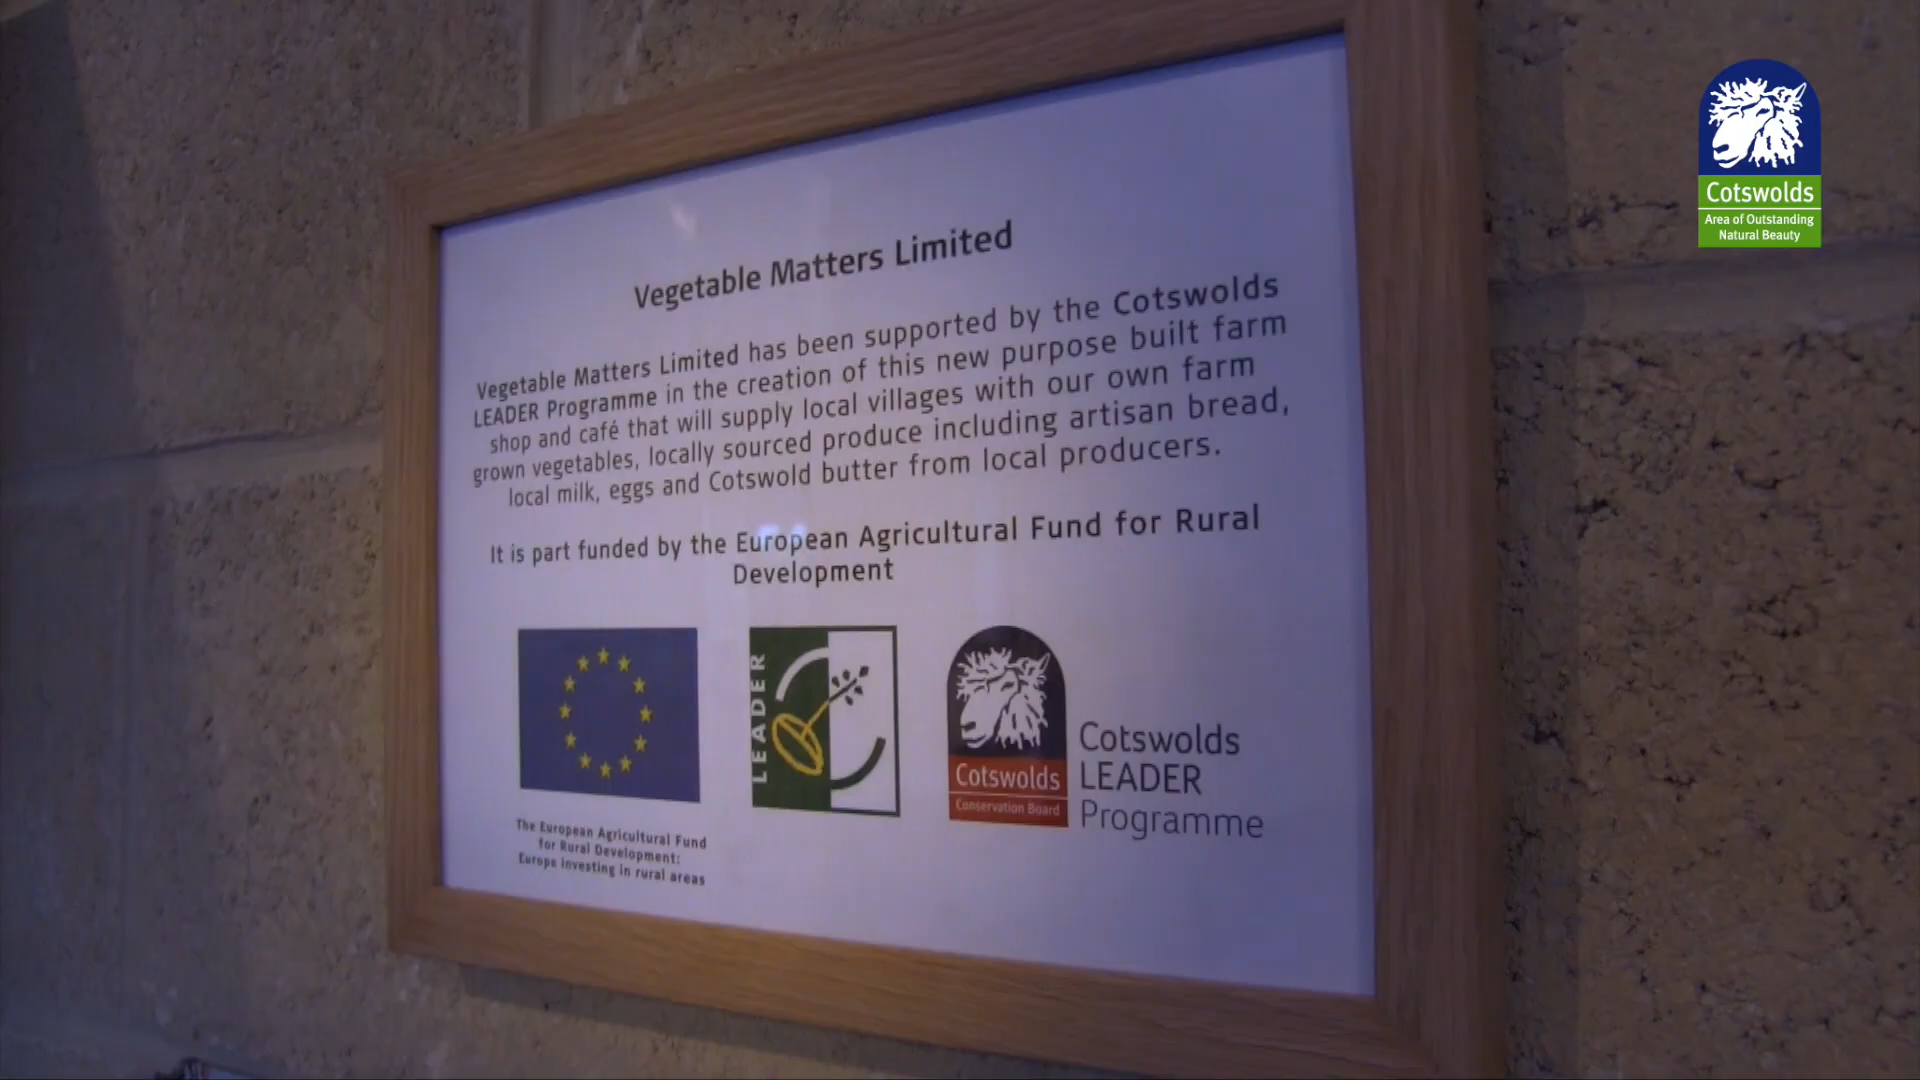 Cotswolds
Area of Outstanding
Natural Beauty
Vegetable Matters Limited
Vegetable Matters Limited has been supported by the Cotswolds
LEADER Programme in the creation of this new purpose built farm
shop and café that will supply local villages with our own farm
grown vegetables, locally sourced produce including artisan bread,
local milk, eggs and Cotswold butter from local producers.
It is part funded by the European Agricultural Fund for Rural
Development
The European Agricultural Fund
for Rural Development:
Europe investing in rural areas
LEADER
Cotswolds
Conservation Board
Cotswolds
LEADER
Programme